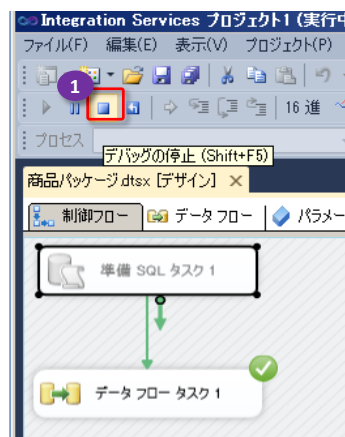 Integration Services プロジェクト1 (実行中
ファイル(F) 編集(E) 表示(V) プロジェクト(P)
1
16 進
プロセス
デバッグの停止 (Shift+F5)
商品パッケージ.dtsx [デザイン] ×
制御フロー データ フロー パラメー
準備 SQL タスク 1
データ フロー タスク 1